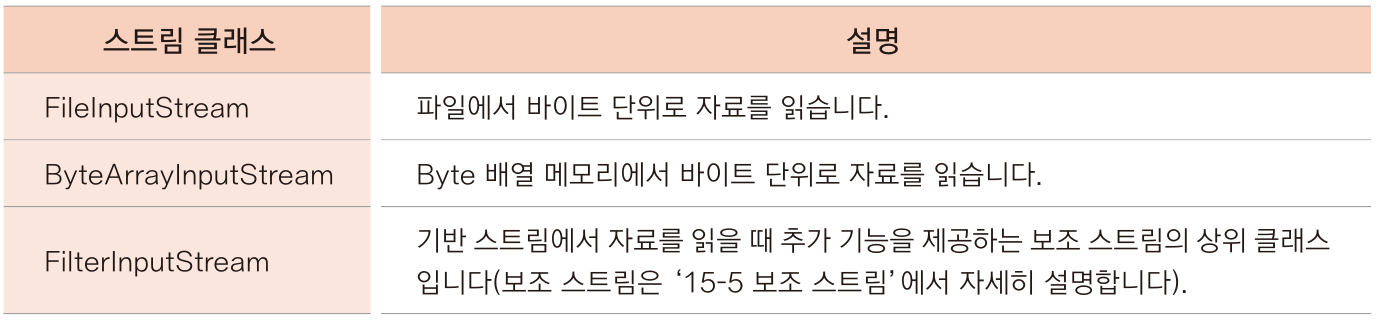 스트림 클래스 설명
FileInputStream 파일에서 바이트 단위로 자료를 읽습니다.
ByteArrayInputStream Byte 배열 메모리에서 바이트 단위로 자료를 읽습니다.
FilterInputStream 기반 스트림에서 자료를 읽을 때 추가 기능을 제공하는 보조 스트림의 상위 클래스
입니다(보조 스트림은 ‘15-5 보조 스트림’에서 자세히 설명합니다).